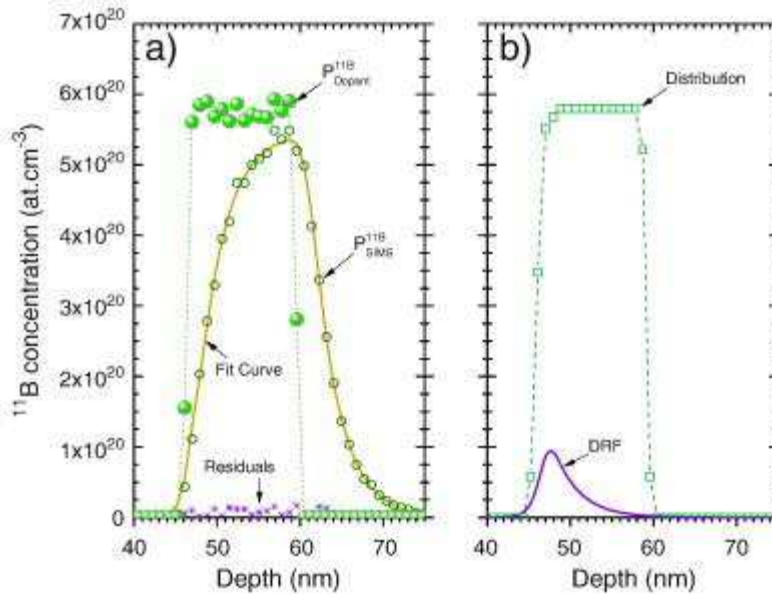 a)
b)
7x10^20
6x10^20
5x10^20
4x10^20
3x10^20
2x10^20
1x10^20
0
^11B concentration (at.cm^-3)
P^11B_Dopant
P^11B_SIMS
Fit Curve
Residuals
40 50 60 70
Depth (nm)
Distribution
DRF
40 50 60 70
Depth (nm)